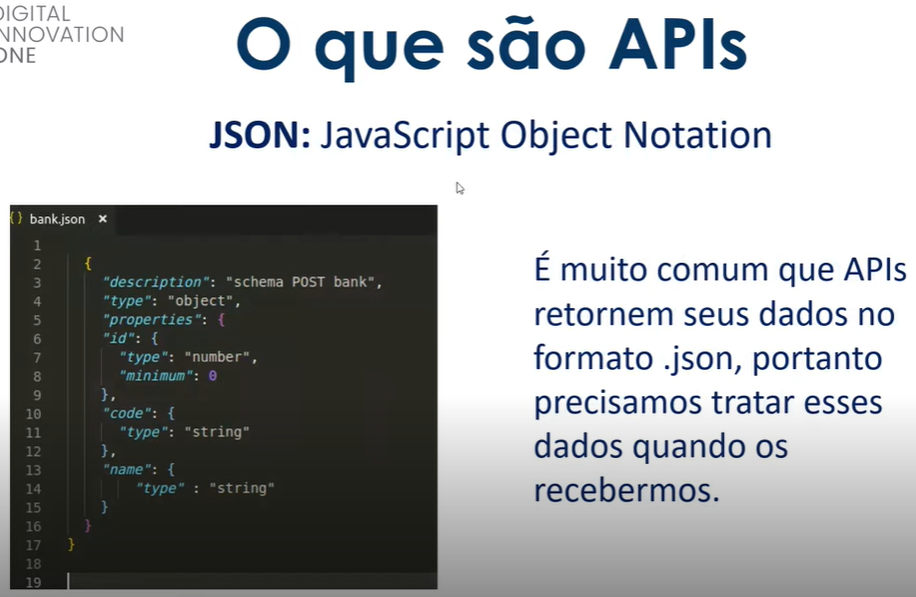 DIGITAL
INNOVATION
ONE
O que são APIs
JSON: JavaScript Object Notation
{} bank.json ×
1
2 {
3 "description": "schema POST bank",
4 "type": "object",
5 "properties": {
6 "id": {
7 "type": "number",
8 "minimum": 0
9 },
10 "code": {
11 "type": "string"
12 },
13 "name": {
14 "type" : "string"
15 }
16 }
17 }
18
19
É muito comum que APIs
retornem seus dados no
formato .json, portanto
precisamos tratar esses
dados quando os
recebermos.